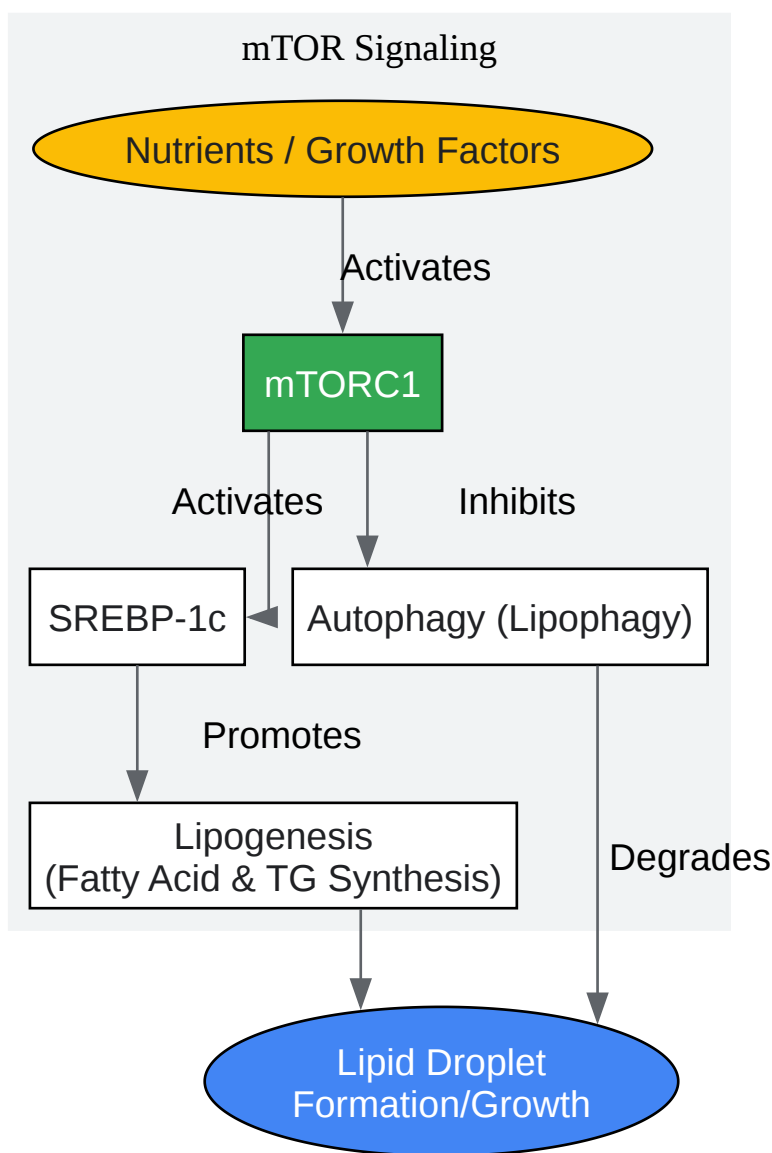 mTOR Signaling
Nutrients / Growth Factors
Activates
mTORC1
Activates
Inhibits
SREBP-1c
Autophagy (Lipophagy)
Promotes
Lipogenesis
(Fatty Acid & TG Synthesis)
Degrades
Lipid Droplet
Formation/Growth